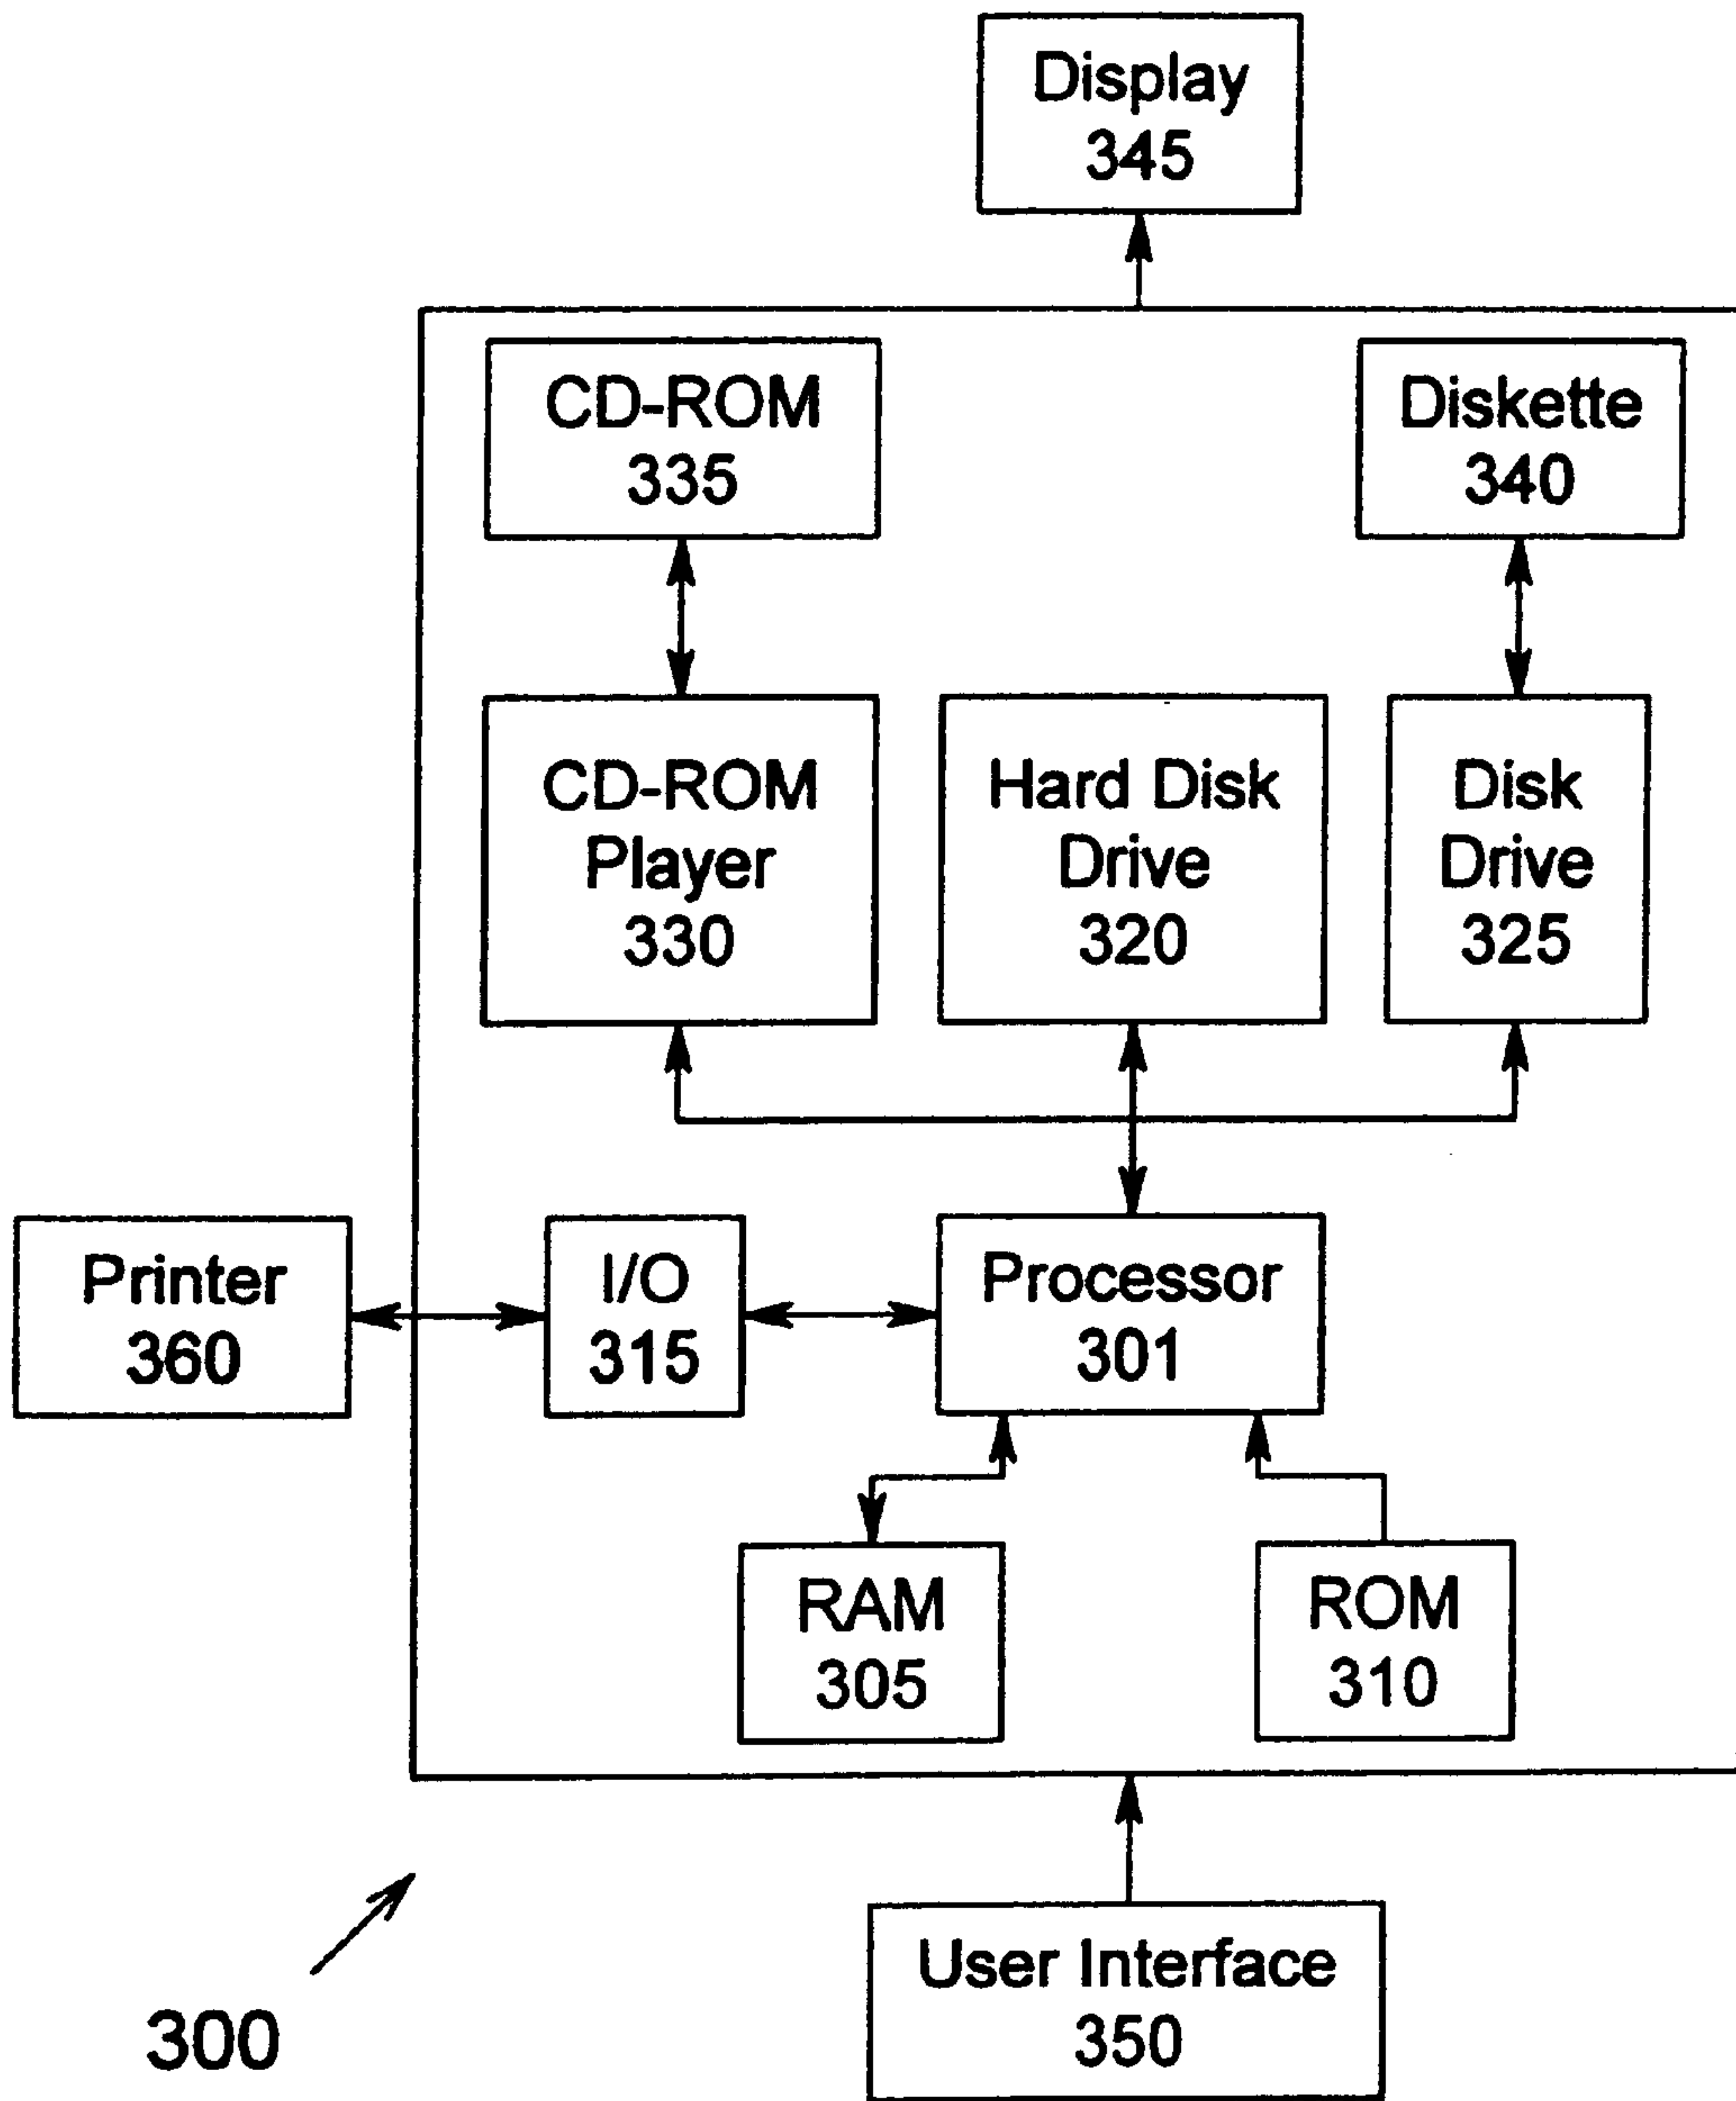 Display
345
CD-ROM
335
Diskette
340
CD-ROM
Player
330
Hard Disk
Drive
320
Disk
Drive
325
Printer
360
I/O
315
Processor
301
RAM
305
ROM
310
User Interface
350
300